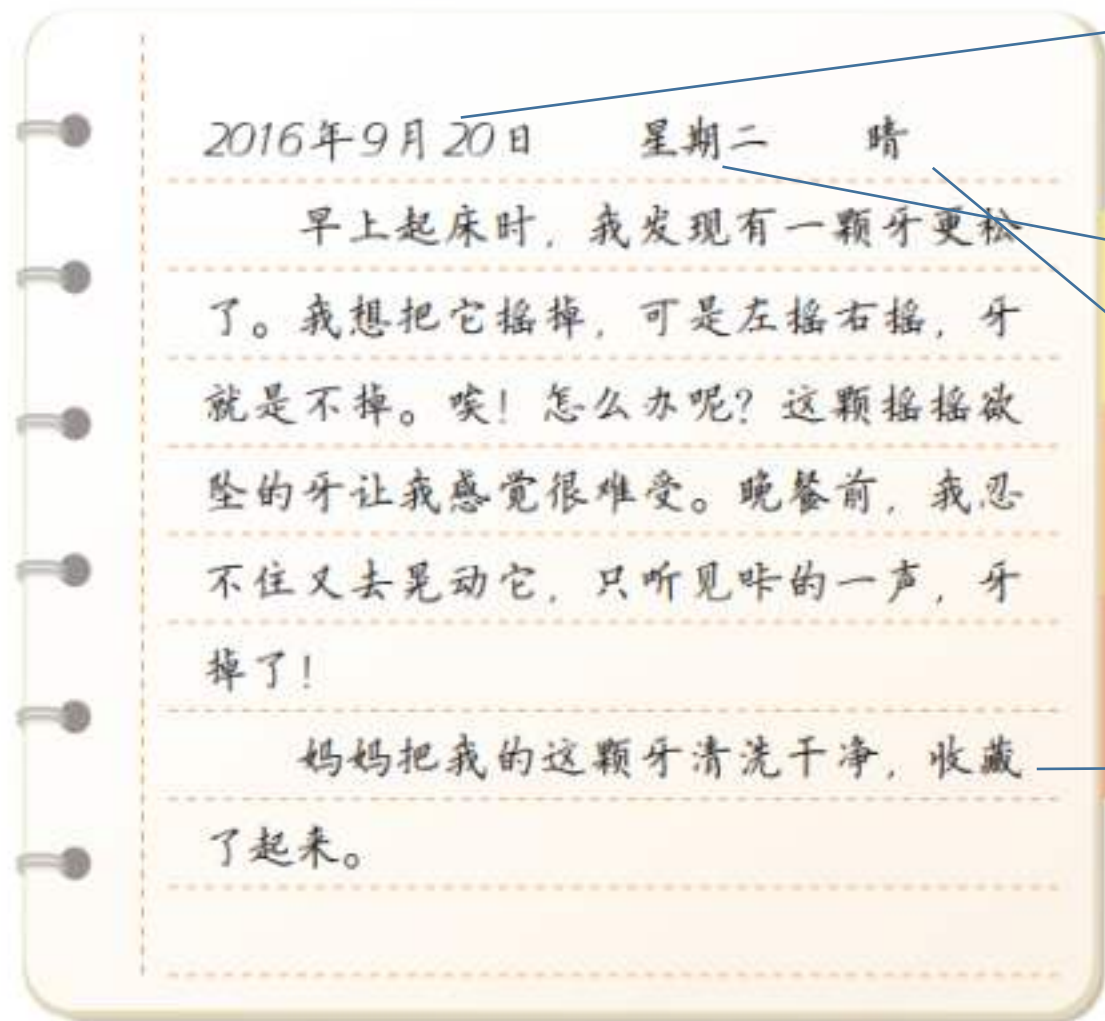 2016年9月20日 星期二 晴
早上起床时，我发现有一颗牙更松
了。我想把它摇掉，可是左摇右摇，牙
就是不掉。唉！怎么办呢？这颗摇摇欲
坠的牙让我感觉很难受。晚餐前，我忍
不住又去晃动它，只听见咔的一声，牙
掉了！
妈妈把我的这颗牙清洗干净，收藏
了起来。